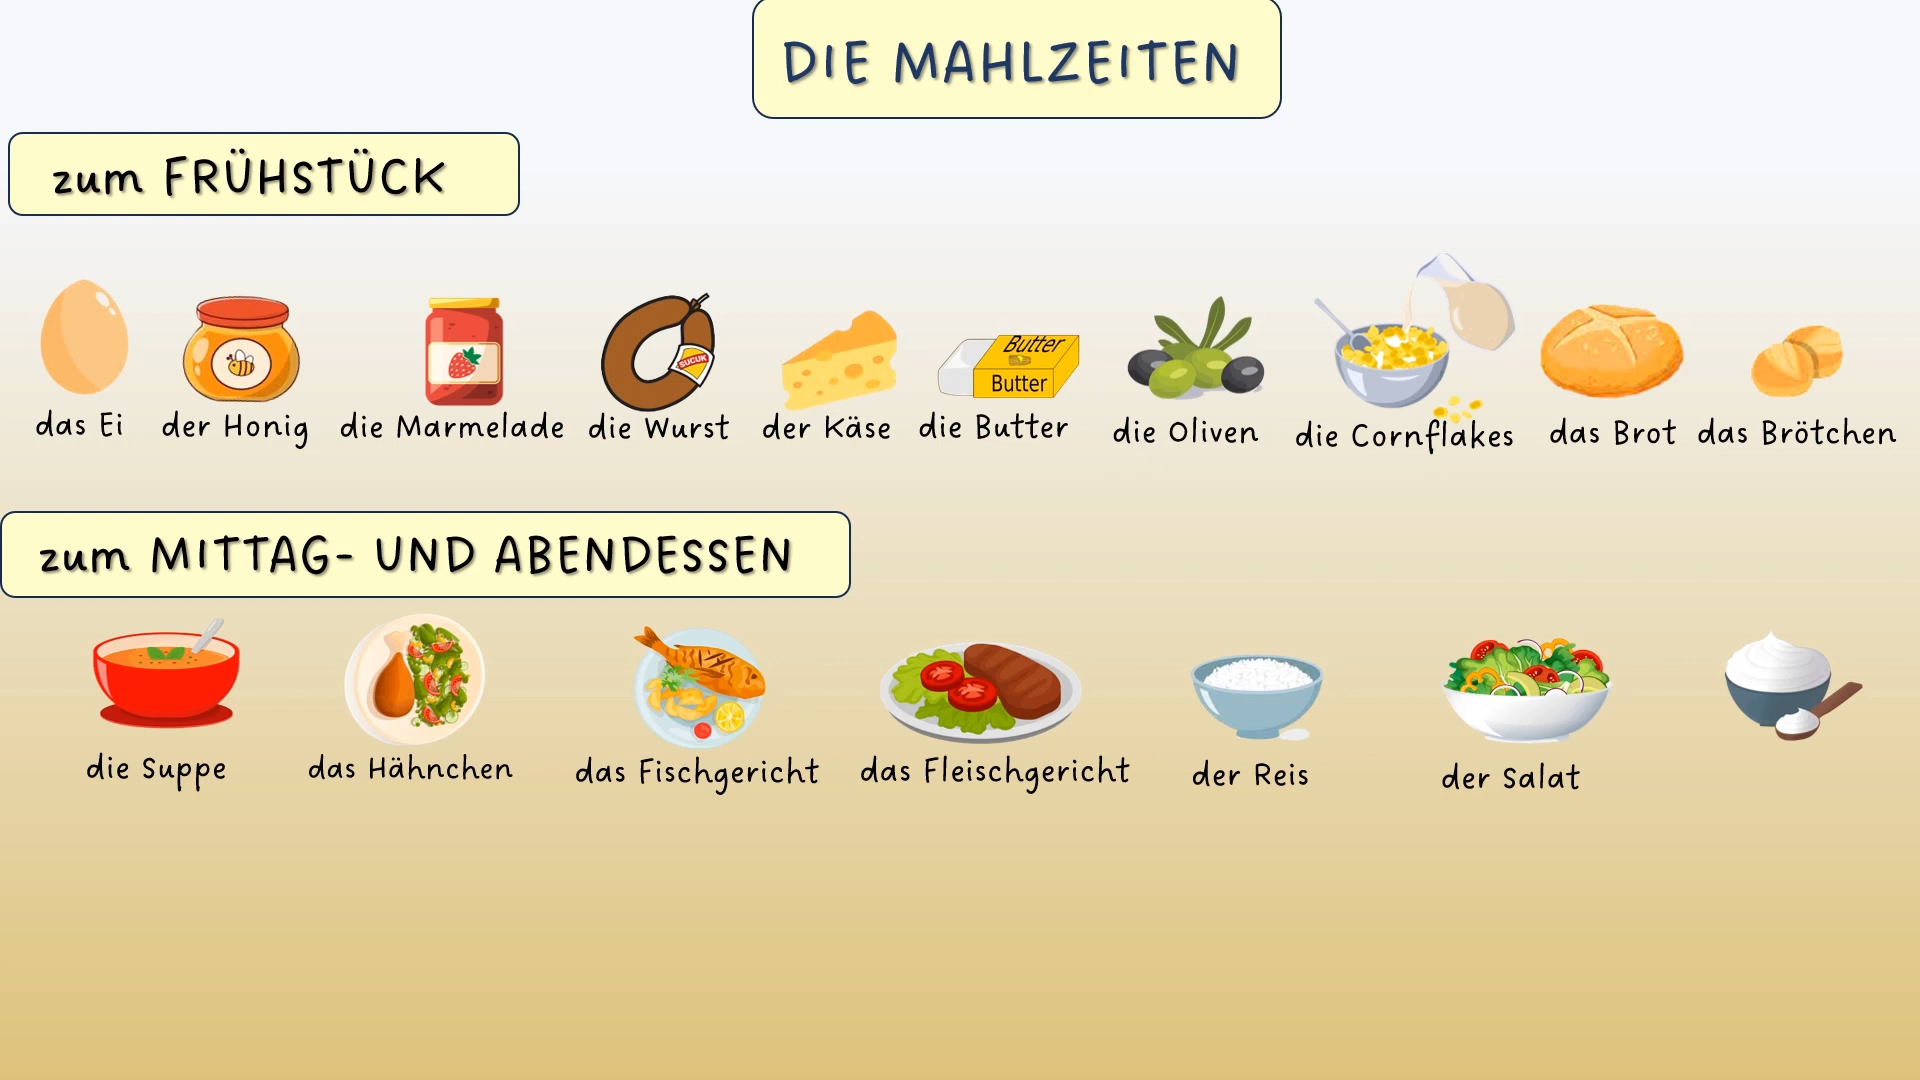 DIE MAHLZEITEN
zum FRÜHSTÜCK
SUCUK
Butter
Butter
das Ei
der Honig
die Marmelade
die Wurst
der Käse
die Butter
die Oliven
die Cornflakes
das Brot
das Brötchen
zum MITTAG- UND ABENDESSEN
die Suppe
das Hähnchen
das Fischgericht
das Fleischgericht
der Reis
der Salat